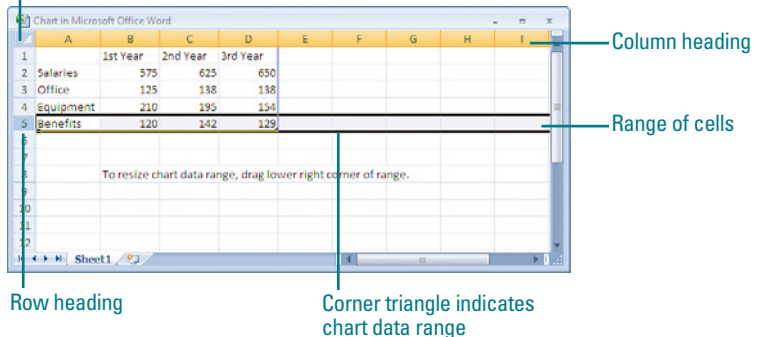 Chart in Microsoft Office Word
A B C D E F G H I
1 1st Year 2nd Year 3rd Year
2 Salaries 575 625 650
3 Office 125 138 138
4 Equipment 210 195 154
5 Benefits 120 142 129
6
7
8 To resize chart data range, drag lower right corner of range.
9
10
11
12
Sheet1
Column heading
Range of cells
Row heading
Corner triangle indicates
chart data range